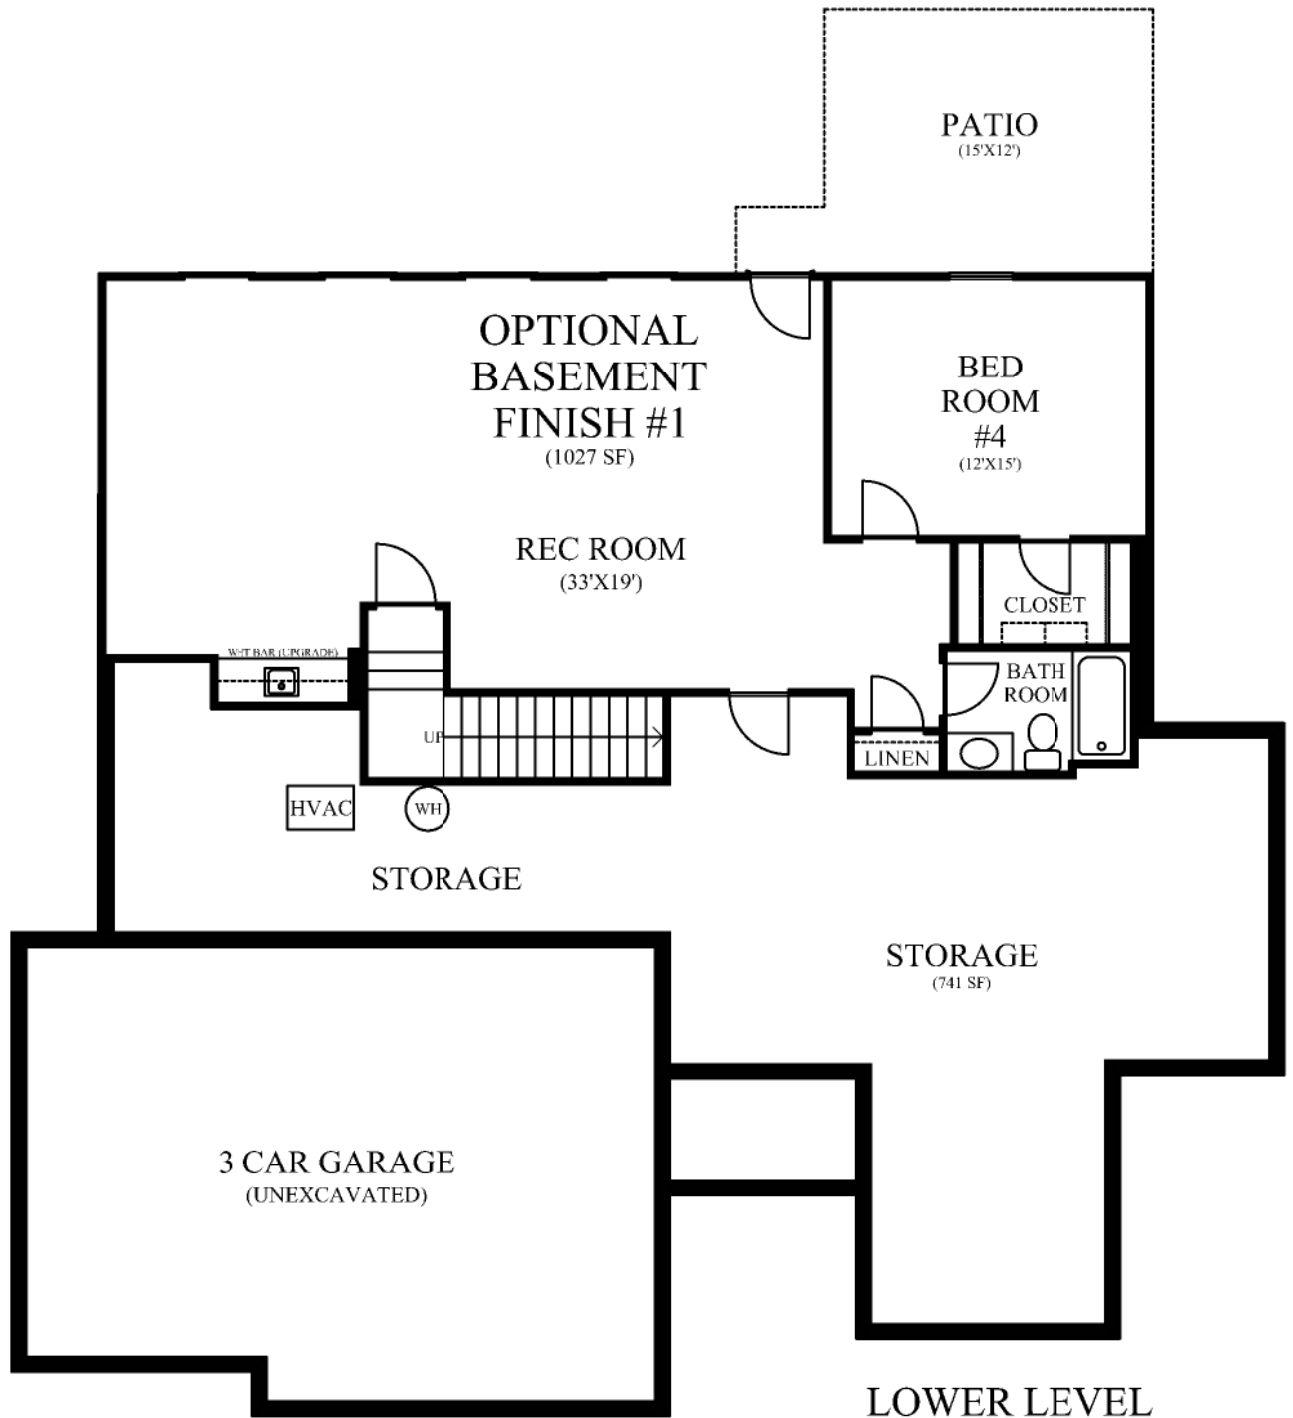 PATIO
(15'X12')
OPTIONAL
BASEMENT
FINISH #1
(1027 SF)
BED
ROOM
#4
(12'X15')
REC ROOM
(33'X19')
CLOSET
WHT BAR (UPGRADE)
BATH
ROOM
UP
LINEN
HVAC
WH
STORAGE
STORAGE
(741 SF)
3 CAR GARAGE
(UNEXCAVATED)
LOWER LEVEL